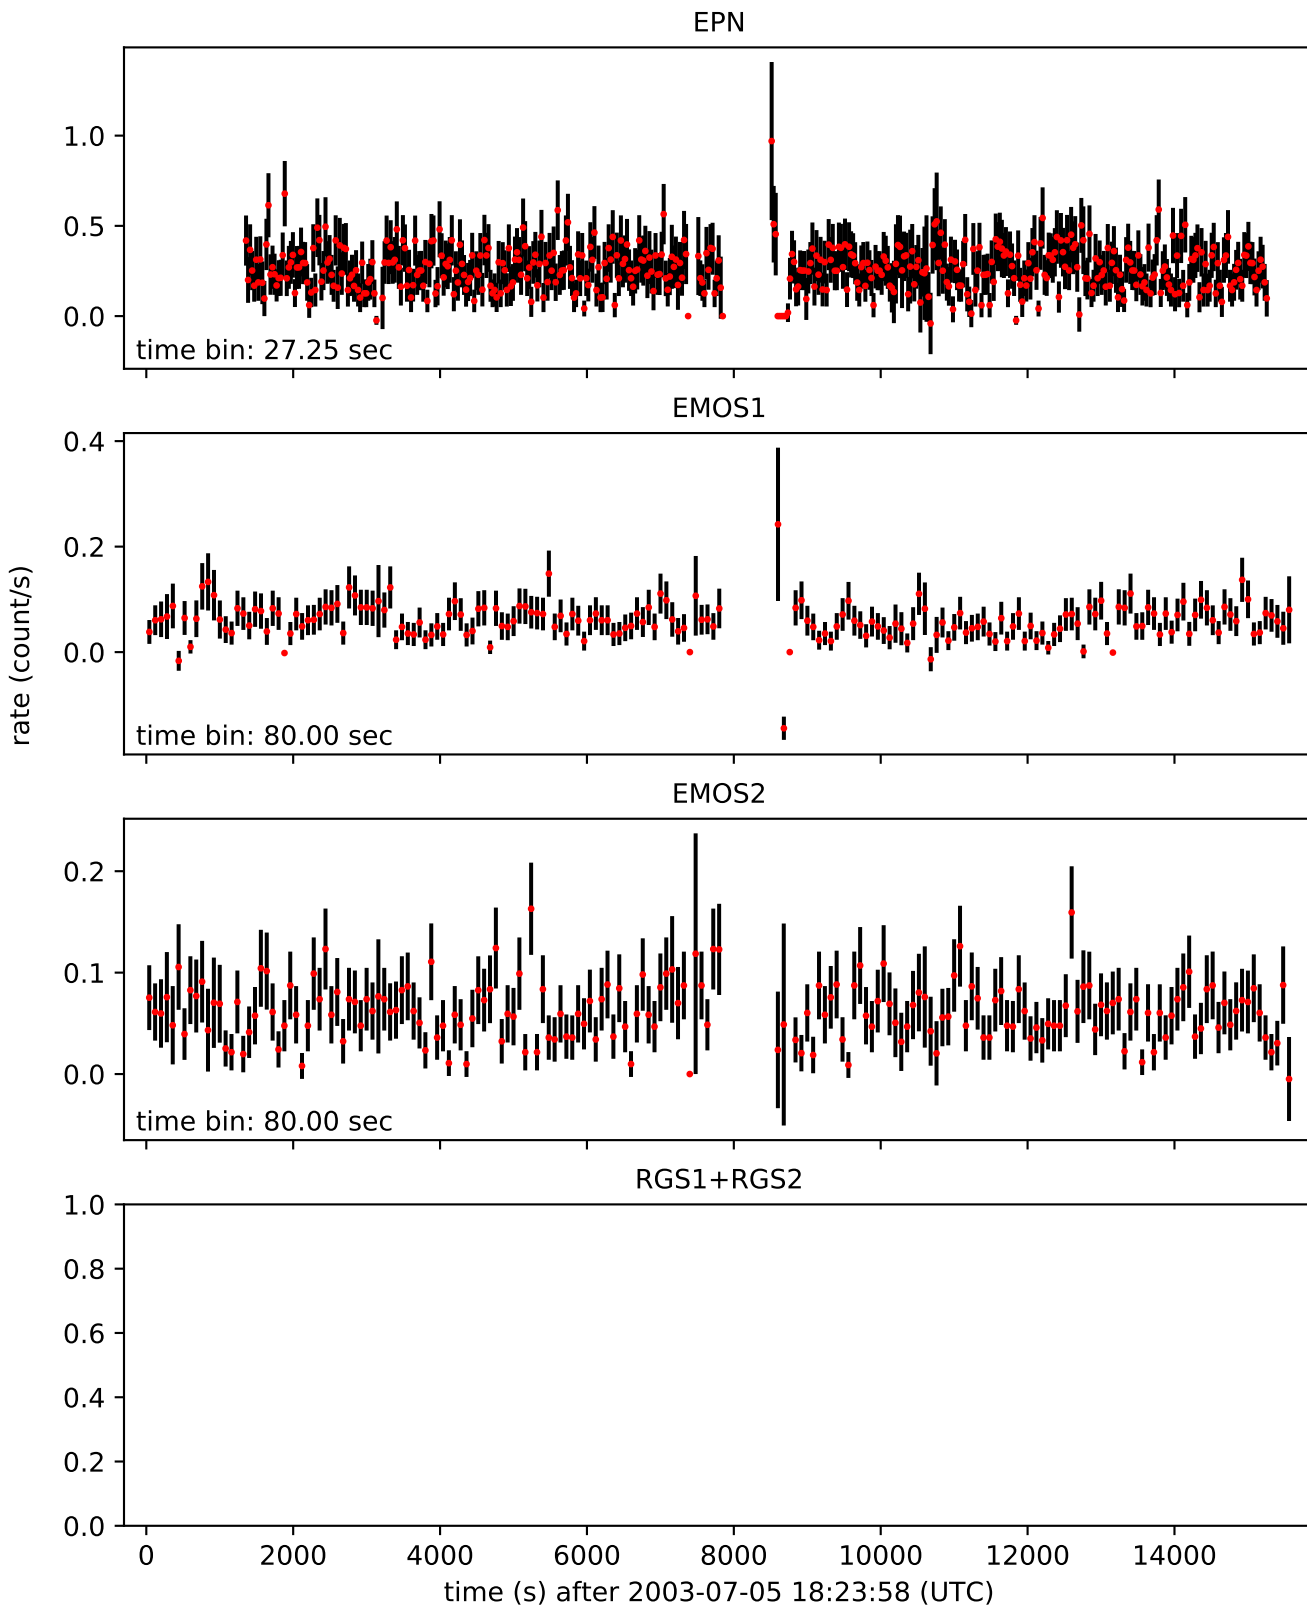 EPN
1.0
0.5
0.0
time bin: 27.25 sec
EMOS1
0.4
0.2
0.0
time bin: 80.00 sec
rate (count/s)
EMOS2
0.2
0.1
0.0
time bin: 80.00 sec
RGS1+RGS2
1.0
0.8
0.6
0.4
0.2
0.0
0 2000 4000 6000 8000 10000 12000 14000
time (s) after 2003-07-05 18:23:58 (UTC)